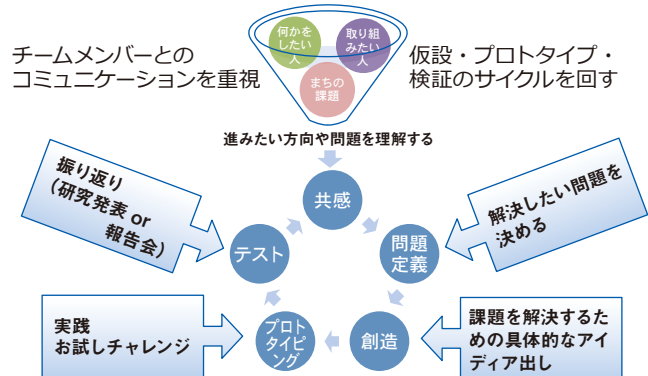 チームメンバーとの
コミュニケーションを重視
何かを
したい
人
取り組
みたい
人
まちの
課題
仮設・プロトタイプ・
検証のサイクルを回す
進みたい方向や問題を理解する
共感
問題
定義
創造
プロト
タイピ
ング
テスト
振り返り
(研究発表 or
報告会)
解決したい問題を
決める
実践
お試しチャレンジ
課題を解決するた
めの具体的なアイ
ディア出し